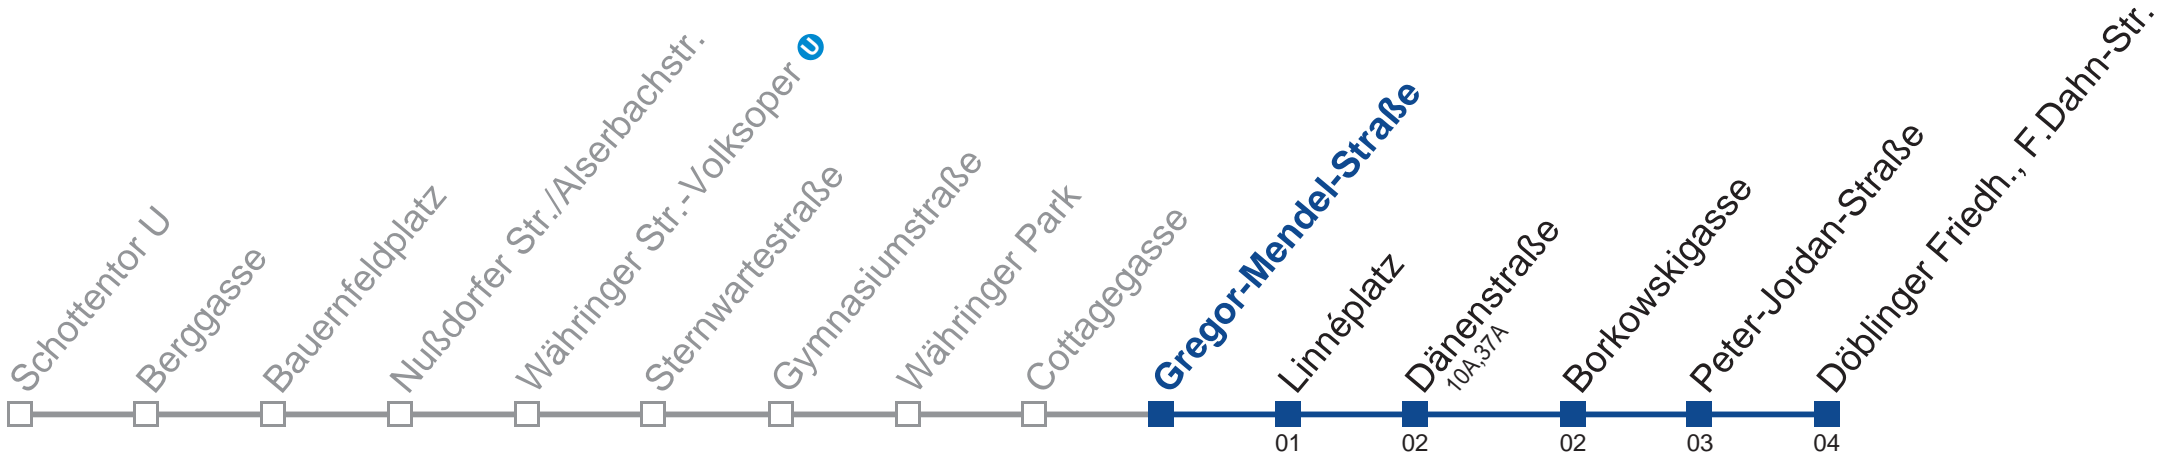 Schottentor U
Berggasse
Bauernfeldplatz
Nußdorfer Str./Alserbachstr.
Währinger Str.-Volksoper U
Sternwartestraße
Gymnasiumstraße
Währinger Park
Cottagegasse
Gregor-Mendel-Straße
Linnéplatz
01
Dänenstraße
10A,37A
02
Borkowskigasse
02
Peter-Jordan-Straße
03
Döblinger Friedh., F.Dahn-Str.
04